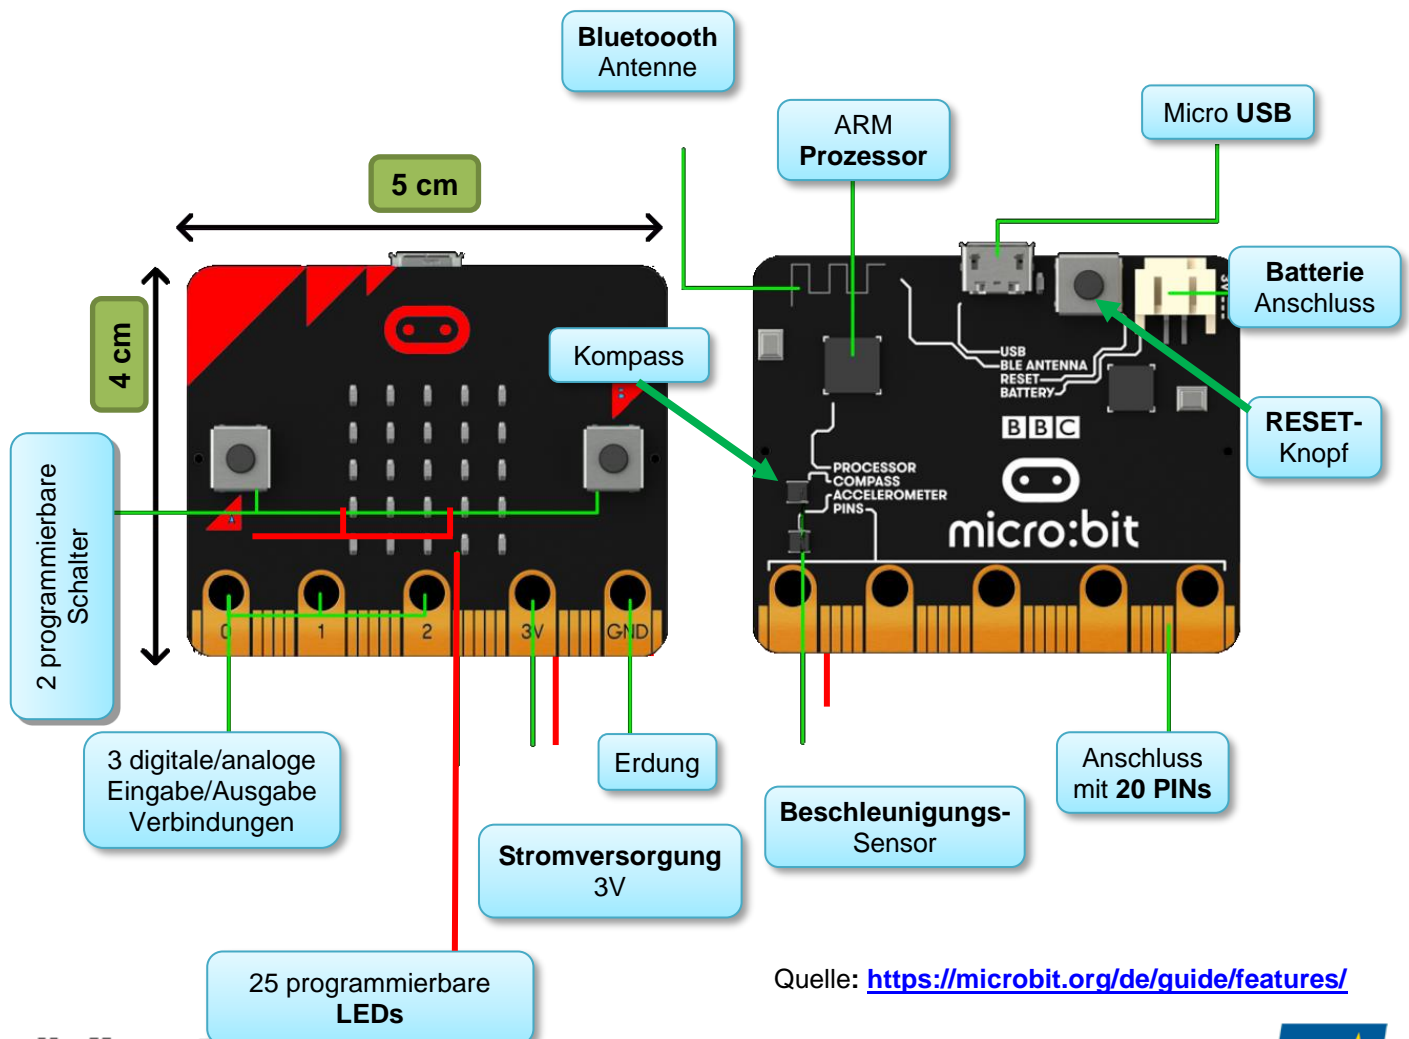 Bluetoooth
Antenne
ARM
Prozessor
Micro USB
5 cm
4 cm
Batterie
Anschluss
3V
Kompass
B
USB
BLE ANTENNA
RESET
BATTERY
RESET-
Knopf
BBC
PROCESSOR
COMPASS
ACCELEROMETER
PINS
micro:bit
2 programmierbare
Schalter
A
0
1
2
3V
GND
3 digitale/analoge
Eingabe/Ausgabe
Verbindungen
Erdung
Anschluss
mit 20 PINs
Beschleunigungs-
Sensor
Stromversorgung
3V
25 programmierbare
LEDs
Quelle: https://microbit.org/de/guide/features/